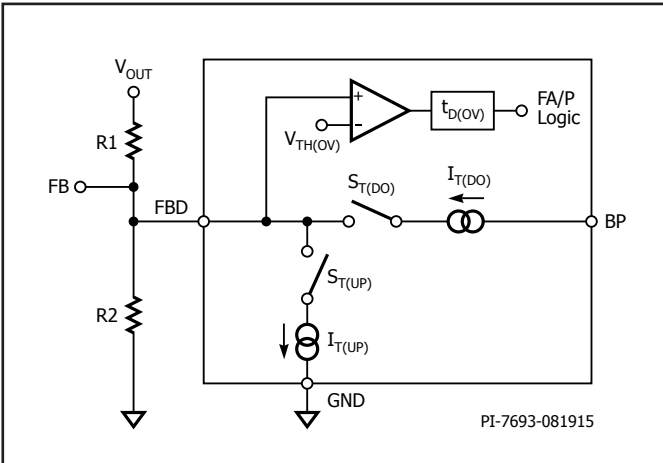 VOUT
R1
FB
FBD
R2
+
-
VTH(OV)
tD(OV)
FA/P
Logic
ST(DO)
IT(DO)
BP
ST(UP)
IT(UP)
GND
PI-7693-081915